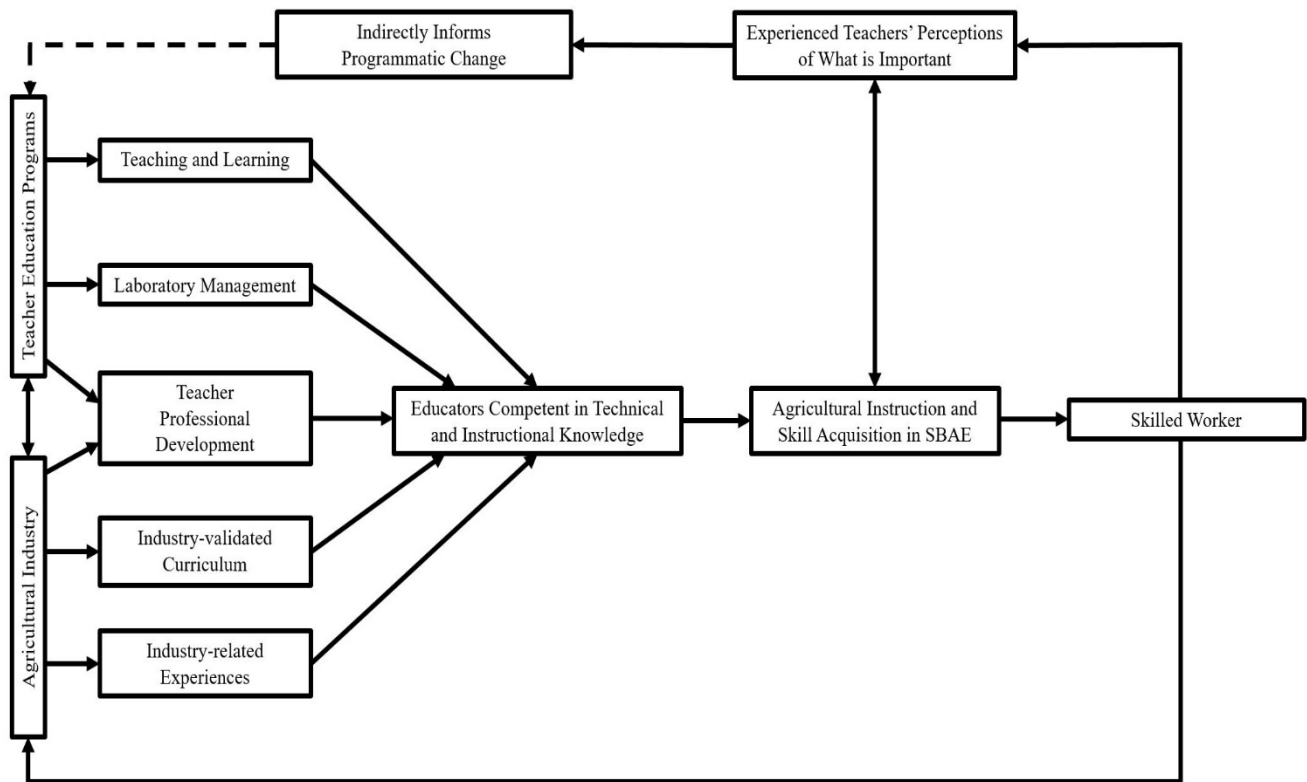 Indirectly Informs
Programmatic Change
Experienced Teachers’ Perceptions
of What is Important
Teacher Education Programs
Teaching and Learning
Laboratory Management
Teacher
Professional
Development
Educators Competent in Technical
and Instructional Knowledge
Agricultural Instruction and
Skill Acquisition in SBAE
Skilled Worker
Agricultural Industry
Industry-validated
Curriculum
Industry-related
Experiences